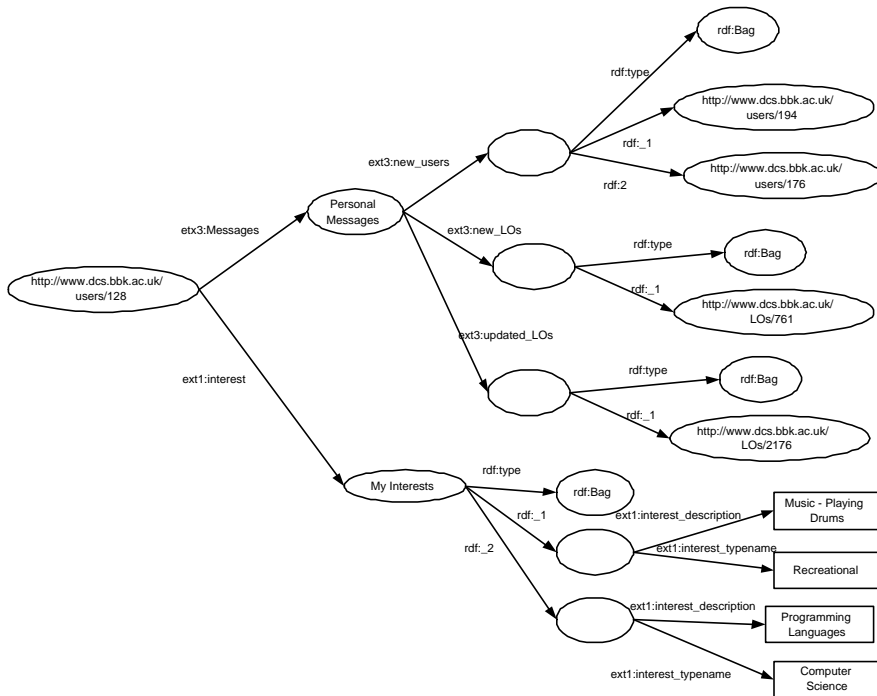 rdf:Bag
rdf:type
http://www.dcs.bbk.ac.uk/
users/194
rdf:_1
ext3:new_users
rdf:2
http://www.dcs.bbk.ac.uk/
users/176
Personal
Messages
etx3:Messages
ext3:new_LOs
rdf:type
rdf:Bag
http://www.dcs.bbk.ac.uk/
users/128
rdf:_1
http://www.dcs.bbk.ac.uk/
LOs/761
ext3:updated_LOs
rdf:type
rdf:Bag
ext1:interest
rdf:_1
http://www.dcs.bbk.ac.uk/
LOs/2176
My Interests
rdf:type
rdf:Bag
rdf:_1
ext1:interest_description
Music - Playing
Drums
rdf:_2
ext1:interest_typename
Recreational
ext1:interest_description
Programming
Languages
ext1:interest_typename
Computer
Science